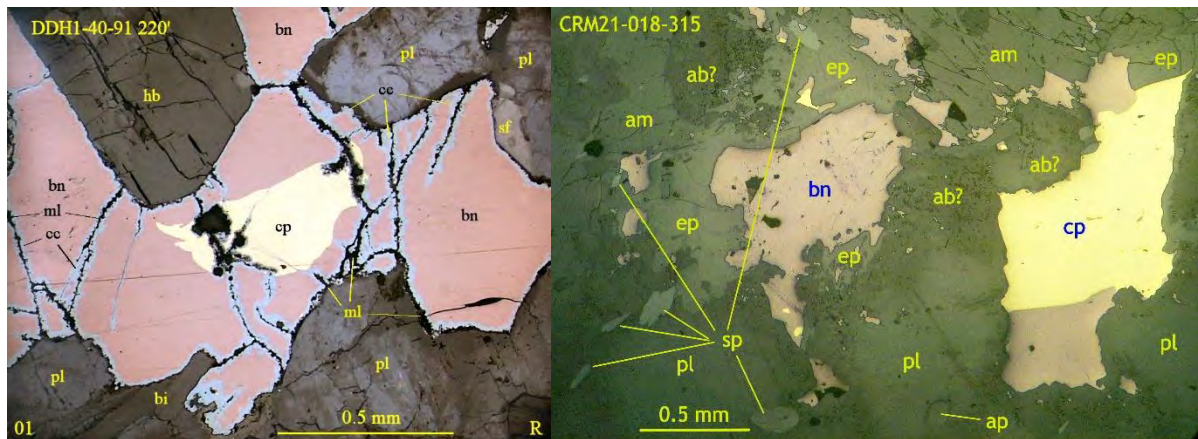 DDH1-40-91 220'
bn
pl
pl
hb
cc
sf
bn
ml
cc
cp
bn
ml
pl
pl
bi
0.5 mm
01
R
CRM21-018-315
ab?
ep
am
ep
am
bn
ab?
ab?
cp
ep
ep
sp
pl
pl
pl
0.5 mm
ap